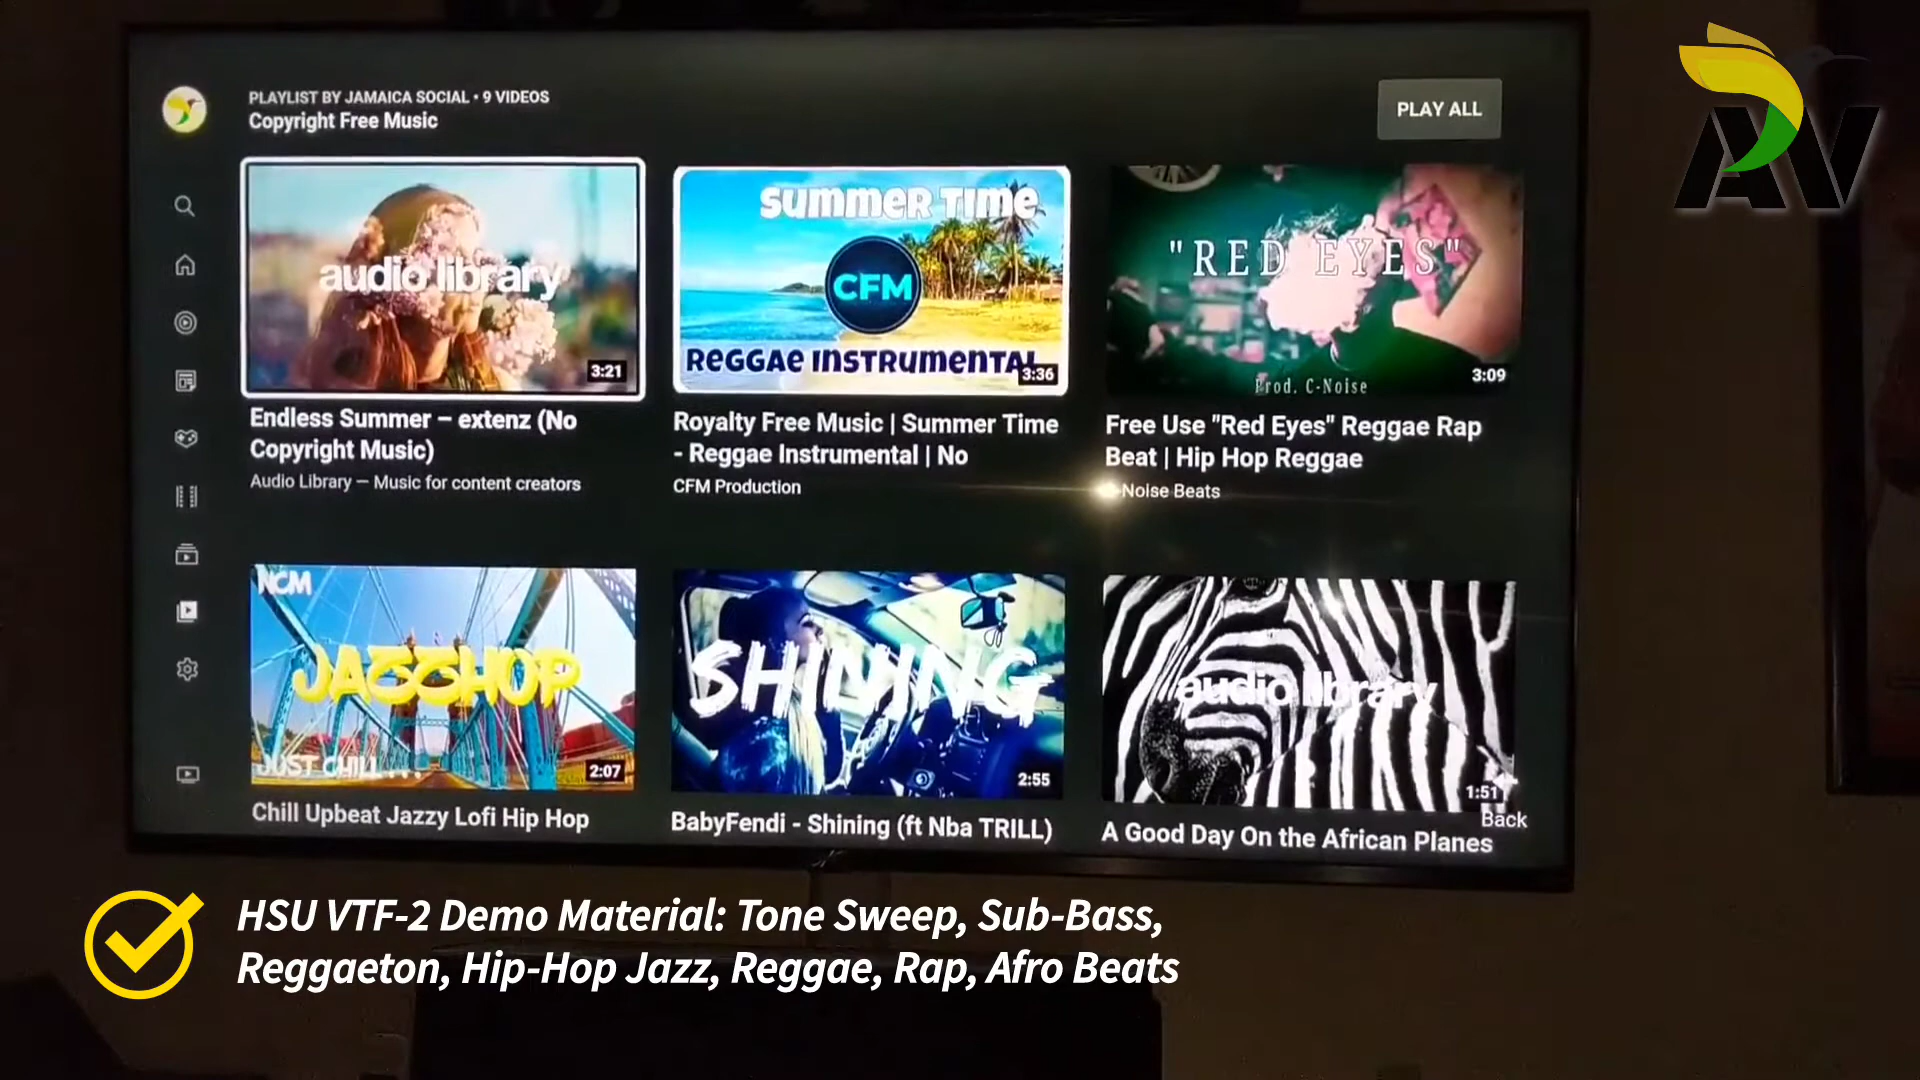 PLAYLIST BY JAMAICA SOCIAL • 9 VIDEOS
Copyright Free Music
PLAY ALL
AV
audio library
3:21
Endless Summer – extenz (No
Copyright Music)
Audio Library — Music for content creators
SUMMER TIME
CFM
REGGAE INSTRUMENTAL
3:36
Royalty Free Music | Summer Time
- Reggae Instrumental | No
CFM Production
"RED EYES"
Prod. C-Noise
3:09
Free Use "Red Eyes" Reggae Rap
Beat | Hip Hop Reggae
Noise Beats
NCM
JAZZHOP
JUST CHILL...
2:07
Chill Upbeat Jazzy Lofi Hip Hop
SHINING
2:55
BabyFendi - Shining (ft Nba TRILL)
audio library
1:51
Back
A Good Day On the African Planes
HSU VTF-2 Demo Material: Tone Sweep, Sub-Bass,
Reggaeton, Hip-Hop Jazz, Reggae, Rap, Afro Beats